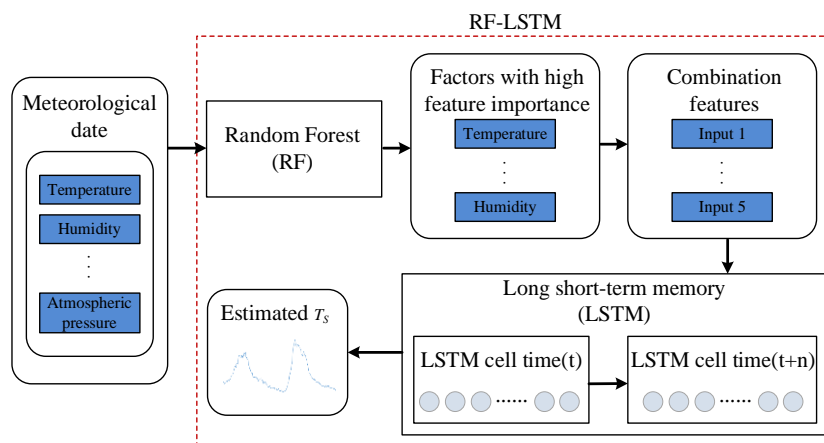 RF-LSTM
Meteorological
date
Temperature
Humidity
Atmospheric
pressure
Random Forest
(RF)
Factors with high
feature importance
Temperature
Humidity
Combination
features
Input 1
Input 5
Long short-term memory
(LSTM)
LSTM cell time(t)
LSTM cell time(t+n)
Estimated T_S